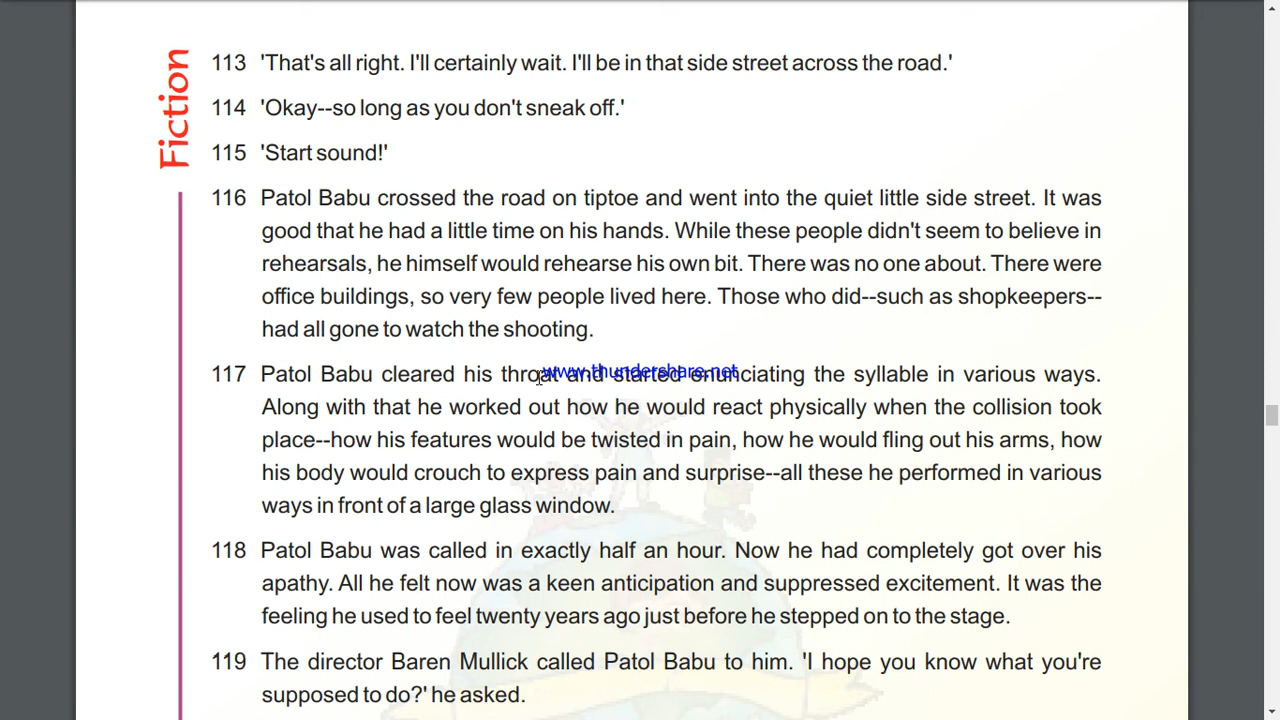 Fiction
113 'That's all right. I'll certainly wait. I'll be in that side street across the road.'
114 'Okay--so long as you don't sneak off.'
115 'Start sound!'
116 Patol Babu crossed the road on tiptoe and went into the quiet little side street. It was
good that he had a little time on his hands. While these people didn't seem to believe in
rehearsals, he himself would rehearse his own bit. There was no one about. There were
office buildings, so very few people lived here. Those who did--such as shopkeepers--
had all gone to watch the shooting.
117 Patol Babu cleared his throat and started enunciating the syllable in various ways.
www.thundershare.net
Along with that he worked out how he would react physically when the collision took
place--how his features would be twisted in pain, how he would fling out his arms, how
his body would crouch to express pain and surprise--all these he performed in various
ways in front of a large glass window.
118 Patol Babu was called in exactly half an hour. Now he had completely got over his
apathy. All he felt now was a keen anticipation and suppressed excitement. It was the
feeling he used to feel twenty years ago just before he stepped on to the stage.
119 The director Baren Mullick called Patol Babu to him. 'I hope you know what you're
supposed to do?' he asked.